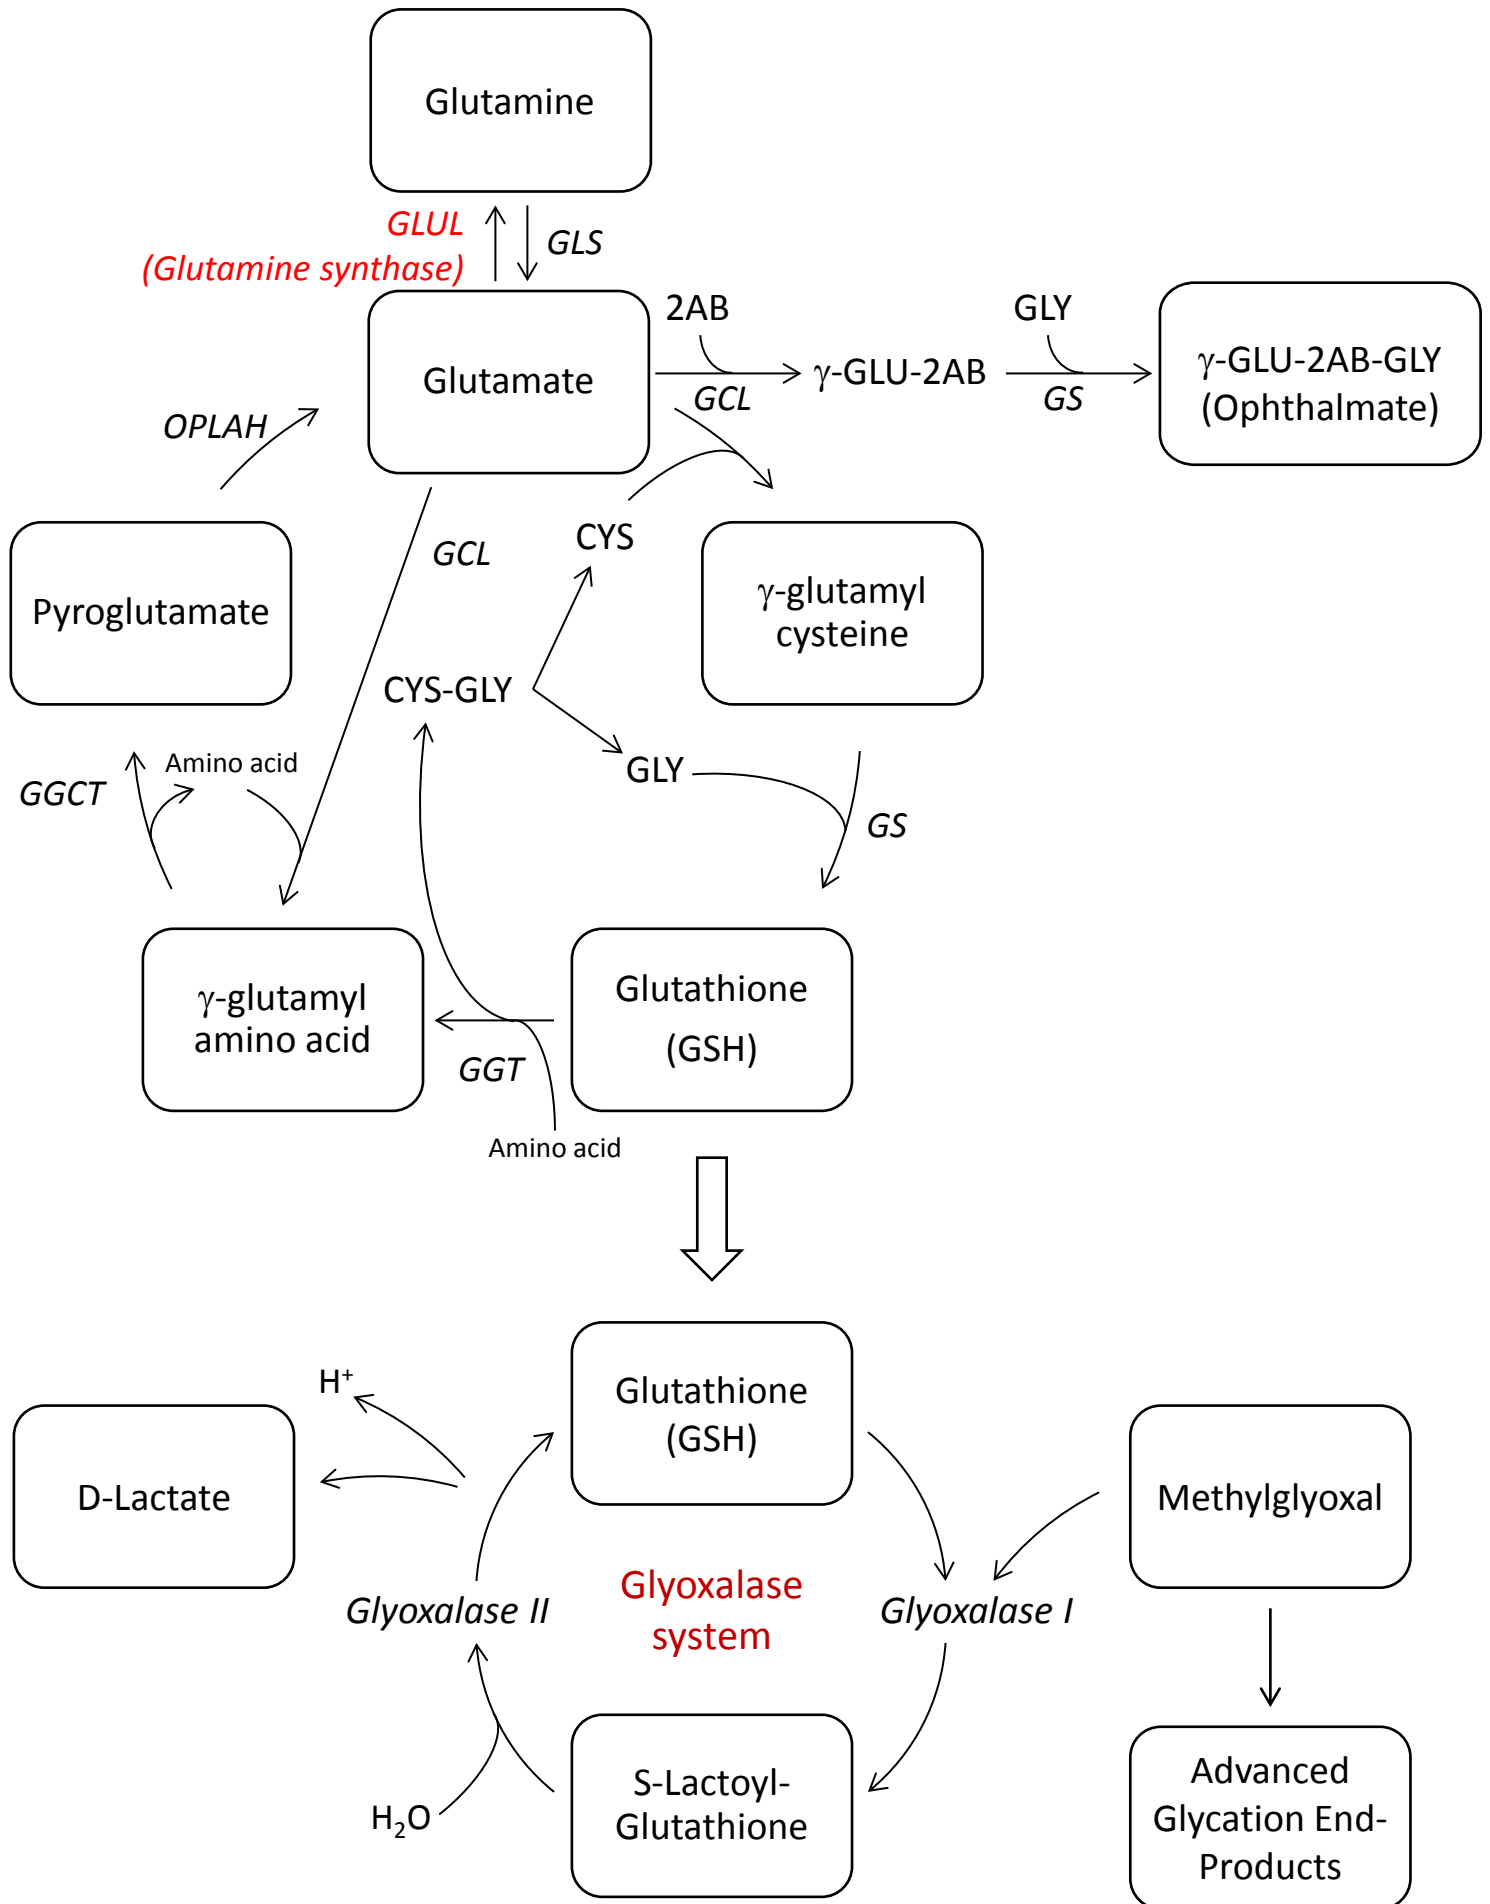 Glutamine
GLUL
(Glutamine synthase)
GLS
Glutamate
2AB
GCL
γ-GLU-2AB
GLY
GS
γ-GLU-2AB-GLY
(Ophthalmate)
OPLAH
Pyroglutamate
GCL
CYS
γ-glutamyl
cysteine
CYS-GLY
GLY
GS
GGCT
Amino acid
γ-glutamyl
amino acid
GGT
Amino acid
Glutathione
(GSH)
Glutathione
(GSH)
H⁺
D-Lactate
Methylglyoxal
Glyoxalase II
Glyoxalase
system
Glyoxalase I
H₂O
S-Lactoyl-
Glutathione
Advanced
Glycation End-
Products